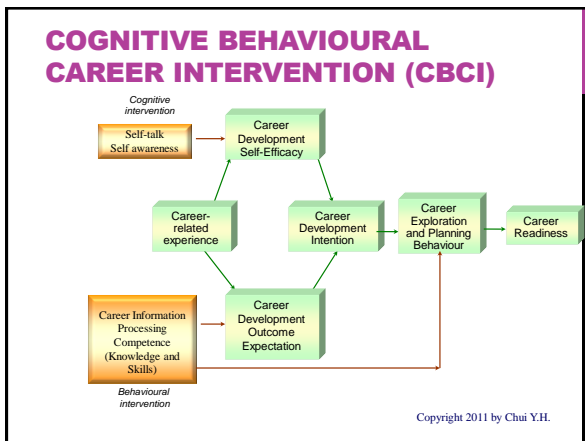 COGNITIVE BEHAVIOURAL
CAREER INTERVENTION (CBCI)
Cognitive
intervention
Self-talk
Self awareness
Career
Development
Self-Efficacy
Career-
related
experience
Career
Development
Intention
Career
Exploration
and Planning
Behaviour
Career
Readiness
Career Information
Processing
Competence
(Knowledge and
Skills)
Career
Development
Outcome
Expectation
Behavioural
intervention
Copyright 2011 by Chui Y.H.